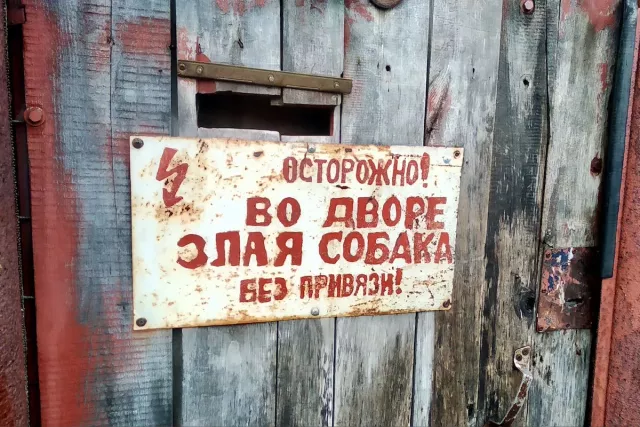 ОСТОРОЖНО!
ВО ДВОРЕ
ЗЛАЯ СОБАКА
БЕЗ ПРИВЯЗИ!